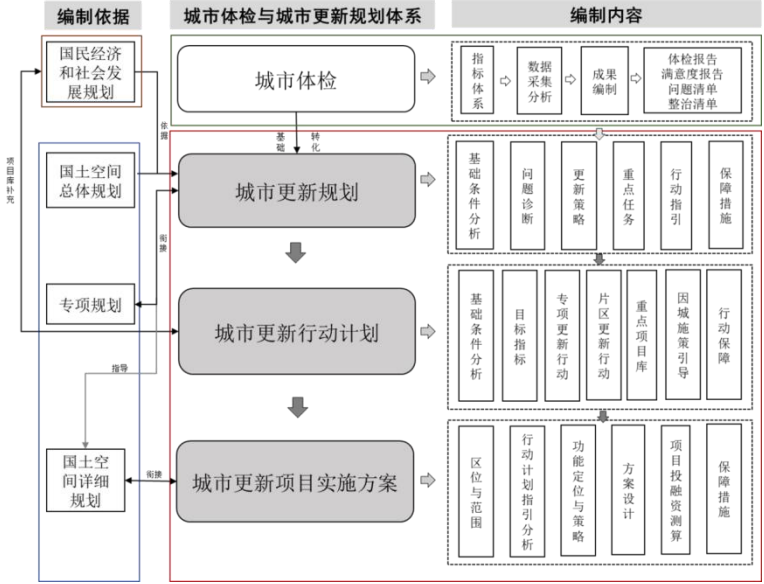 编制依据
城市体检与城市更新规划体系
编制内容
国民经济
和社会发
展规划
城市体检
指标体系
数据
采集
分析
成果
编制
体检报告
满意度报告
问题清单
整治清单
依据
基础
转化
项目库补充
国土空间
总体规划
城市更新规划
基础条件分析
问题诊断
更新策略
重点任务
行动指引
保障措施
衔接
专项规划
城市更新行动计划
基础条件分析
目标指标
专项更新行动
片区更新行动
重点项目库
因城施策引导
行动保障
指导
国土空
间详细
规划
衔接
城市更新项目实施方案
区位与范围
行动计划指引分析
功能定位与策略
方案设计
项目投融资测算
保障措施